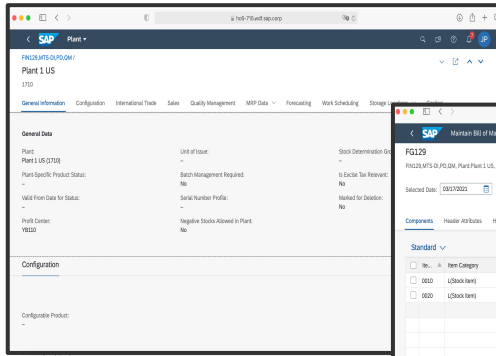 hc6-715.wdf.sap.corp
SAP Plant
JP
FIN129,MTS-DI,PD,QM /
Plant 1 US
1710
General Information Configuration International Trade Sales Quality Management MRP Data Forecasting Work Scheduling Storage
General Data
Plant: Unit of Issue: Stock Determination
Plant 1 US (1710) – –
Plant-Specific Product Status: Batch Management Required: Is Excise Tax Relevant:
– No No
Valid From Date for Status: Serial Number Profile: Marked for Deletion:
– – No
Profit Center: Negative Stocks Allowed in Plant:
YB110 No
Configuration
Configurable Product:
–
SAP Maintain Bill of
FG129
FIN129,MTS-DI,PD,QM, Plant:Plant 1 US,
Selected Date: 03/17/2021
Components Header Attributes
Standard
Ite... Item Category
0010 L(Stock item)
0020 L(Stock item)